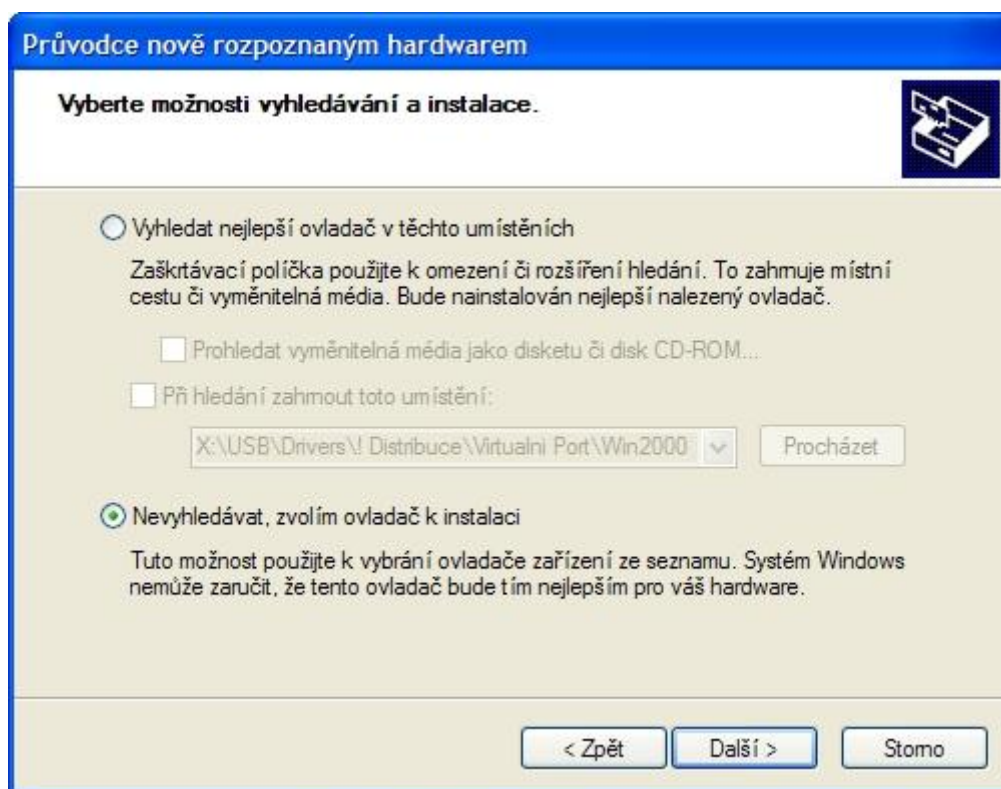 Průvodce nově rozpoznaným hardwarem
Vyberte možnosti vyhledávání a instalace.
Vyhledat nejlepší ovladač v těchto umístěních
Zaškrtávací políčka použijte k omezení či rozšíření hledání. To zahrnuje místní
cestu či vyměnitelná média. Bude nainstalován nejlepší nalezený ovladač.
Prohledat vyměnitelná média jako disketu či disk CD-ROM...
Při hledání zahrnout toto umístění:
X:\USB\Drivers\! Distribuce\Virtualni Port\Win2000
Procházet
Nevyhledávat, zvolím ovladač k instalaci
Tuto možnost použijte k vybrání ovladače zařízení ze seznamu. Systém Windows
nemůže zaručit, že tento ovladač bude tím nejlepším pro váš hardware.
< Zpět
Další >
Storno